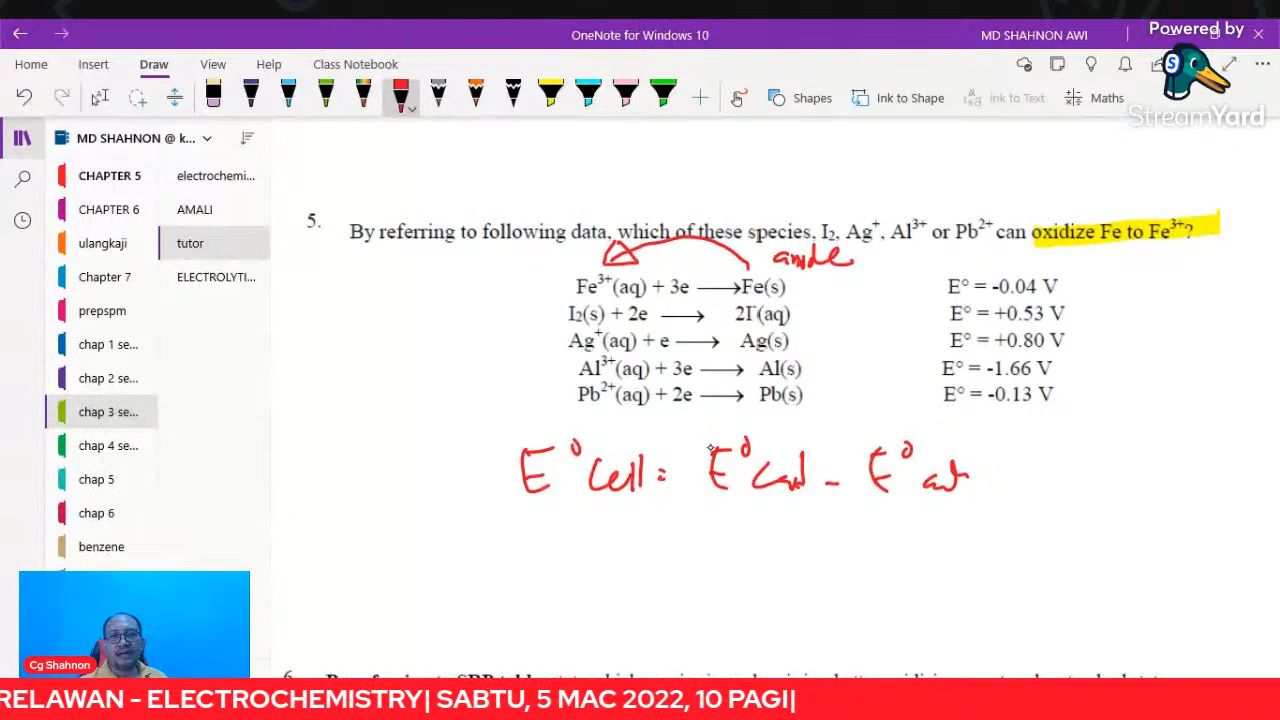 OneNote for Windows 10
MD SHAHNON AWI
Powered by
StreamYard
Home Insert Draw View Help Class Notebook
Shapes Ink to Shape Ink to Text Maths
MD SHAHNON @ k...
CHAPTER 5
CHAPTER 6
ulangkaji
Chapter 7
prepspm
chap 1 se...
chap 2 se...
chap 3 se...
chap 4 se...
chap 5
chap 6
benzene
electrochemi...
AMALI
tutor
ELECTROLYTI...
5. By referring to following data, which of these species, I₂, Ag⁺, Al³⁺ or Pb²⁺ can oxidize Fe to Fe³⁺?
anode
Fe³⁺(aq) + 3e ⟶ Fe(s) E° = -0.04 V
I₂(s) + 2e ⟶ 2I⁻(aq) E° = +0.53 V
Ag⁺(aq) + e ⟶ Ag(s) E° = +0.80 V
Al³⁺(aq) + 3e ⟶ Al(s) E° = -1.66 V
Pb²⁺(aq) + 2e ⟶ Pb(s) E° = -0.13 V
E° Cell = E° Cat -  E° an
Cg Shahnon
RELAWAN - ELECTROCHEMISTRY| SABTU, 5 MAC 2022, 10 PAGI|